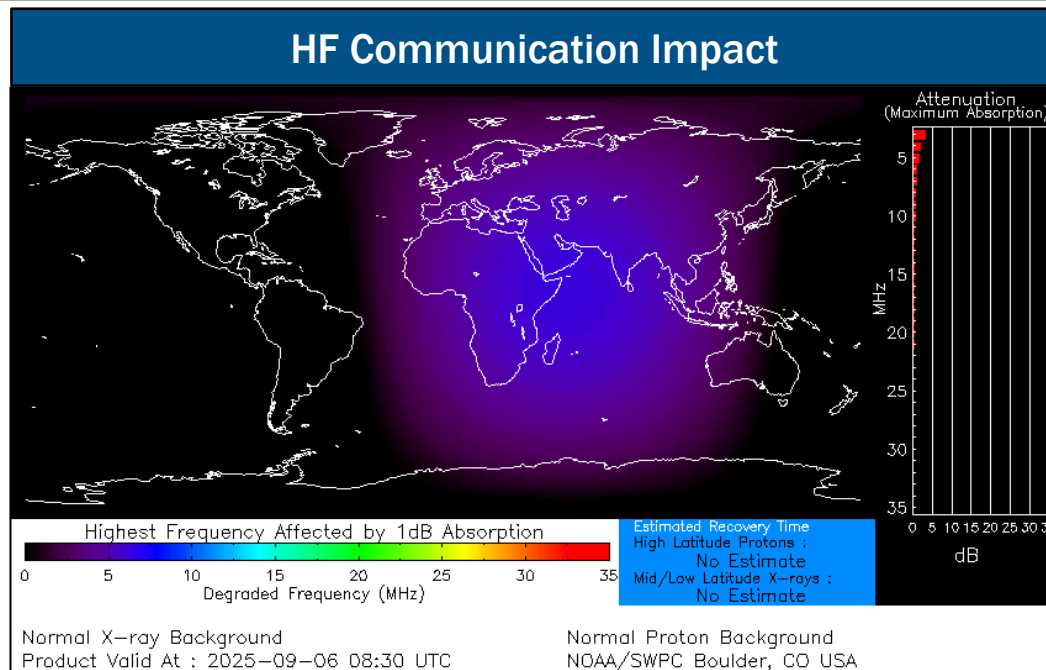 HF Communication Impact
Attenuation
(Maximum Absorption)
5
10
15
20
25
30
35
MHz
0 5 10 15 20 25 30
dB
Highest Frequency Affected by 1dB Absorption
0 5 10 15 20 25 30 35
Degraded Frequency (MHz)
Estimated Recovery Time
High Latitude Protons :
No Estimate
Mid/Low Latitude X-rays :
No Estimate
Normal X-ray Background
Product Valid At : 2025-09-06 08:30 UTC
Normal Proton Background
NOAA/SWPC Boulder, CO USA